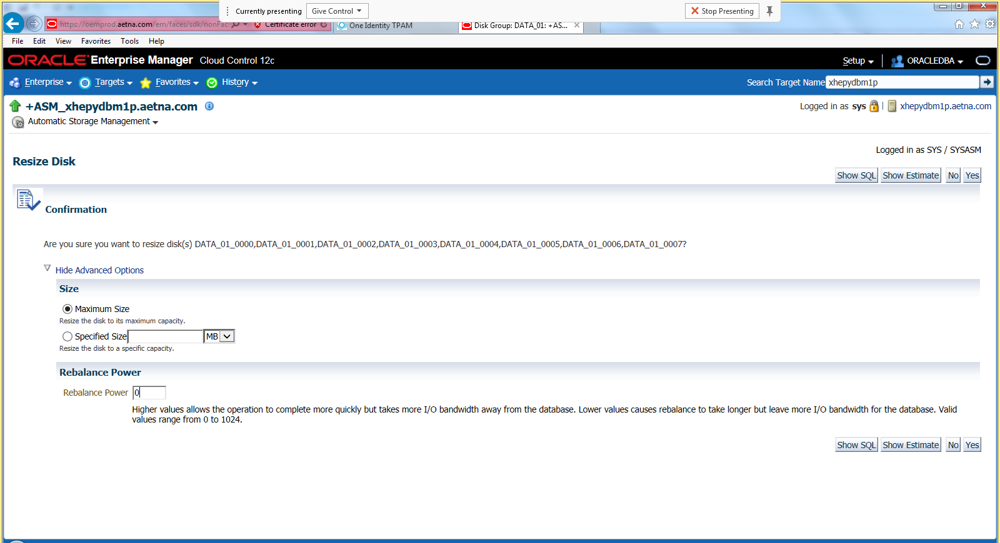 Currently presenting Give Control Stop Presenting
https://oemprod.aetna.com/em/faces/sdk/nonFac Certificate error One Identity TPAM Disk Group: DATA_01: +AS...
File Edit View Favorites Tools Help
ORACLE Enterprise Manager Cloud Control 12c Setup ORACLEDBA
Enterprise Targets Favorites History Search Target Name xhepydbm1p
+ASM_xhepydbm1p.aetna.com Logged in as sys xhepydbm1p.aetna.com
Automatic Storage Management
Logged in as SYS / SYSASM
Resize Disk
Show SQL Show Estimate No Yes
Confirmation
Are you sure you want to resize disk(s) DATA_01_0000,DATA_01_0001,DATA_01_0002,DATA_01_0003,DATA_01_0004,DATA_01_0005,DATA_01_0006,DATA_01_0007?
Hide Advanced Options
Size
Maximum Size
Resize the disk to its maximum capacity.
Specified Size MB
Resize the disk to a specific capacity.
Rebalance Power
Rebalance Power 0
Higher values allows the operation to complete more quickly but takes more I/O bandwidth away from the database. Lower values causes rebalance to take longer but leave more I/O bandwidth for the database. Valid
values range from 0 to 1024.
Show SQL Show Estimate No Yes